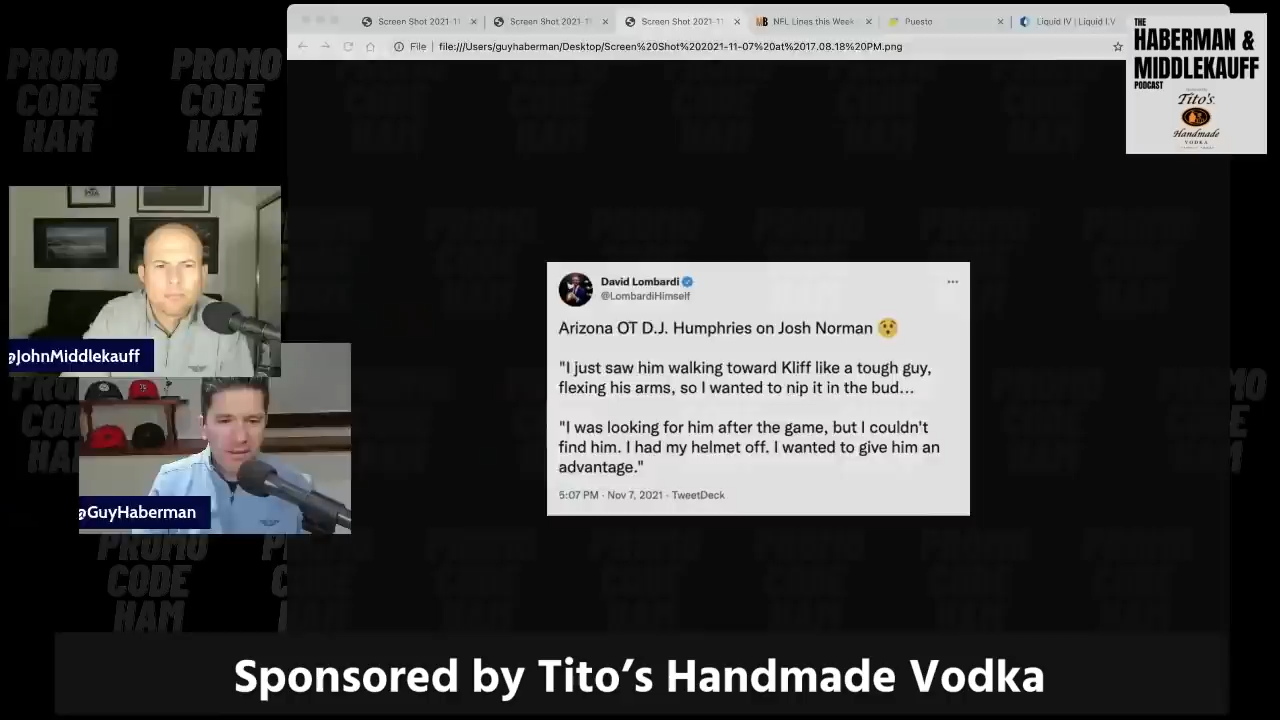 Screen Shot 2021-11
Screen Shot 2021-11
Screen Shot 2021-11
NFL Lines this Week
Puesto
Liquid IV | Liquid I.V
File
file:///Users/guyhaberman/Desktop/Screen%20Shot%202021-11-07%20at%2017.08.18%20PM.png
THE
HABERMAN &
MIDDLEKAUFF
PODCAST
Tito's
Handmade
VODKA
PROMO
CODE
HAM
PROMO
CODE
HAM
@JohnMiddlekauff
@GuyHaberman
David Lombardi
@LombardiHimself
Arizona OT D.J. Humphries on Josh Norman 😯
"I just saw him walking toward Kliff like a tough guy,
flexing his arms, so I wanted to nip it in the bud...
"I was looking for him after the game, but I couldn't
find him. I had my helmet off. I wanted to give him an
advantage."
5:07 PM · Nov 7, 2021 · TweetDeck
PROMO
CODE
HAM
Sponsored by Tito's Handmade Vodka